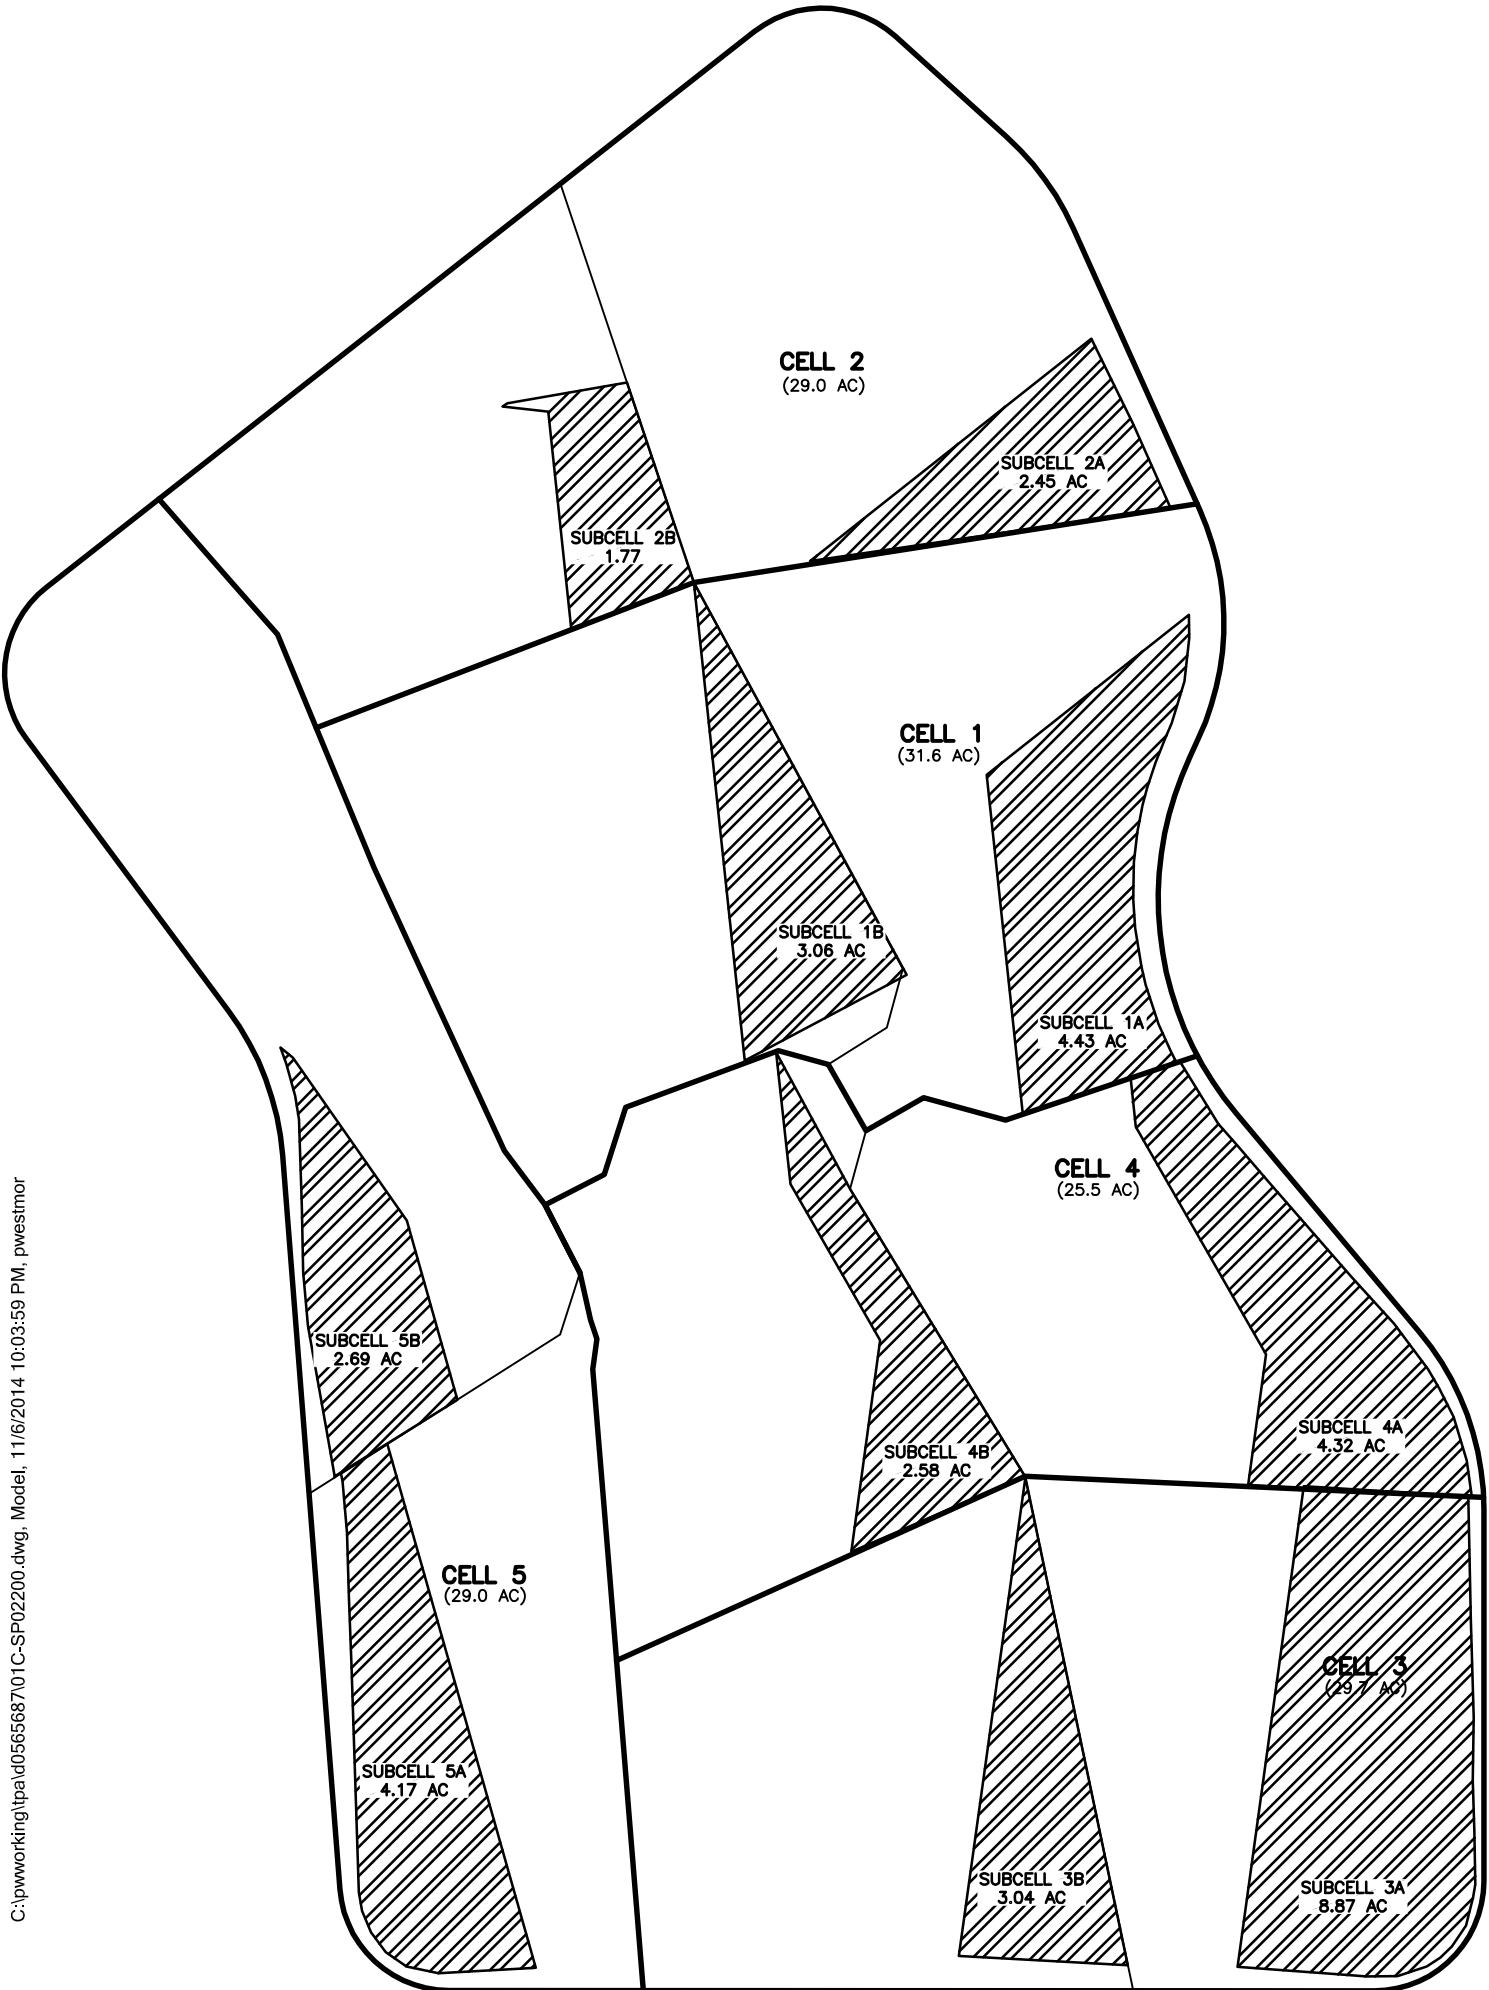 CELL 2
(29.0 AC)
SUBCELL 2A
2.45 AC
SUBCELL 2B
1.77
CELL 1
(31.6 AC)
SUBCELL 1B
3.06 AC
SUBCELL 1A
4.43 AC
CELL 4
(25.5 AC)
SUBCELL 5B
2.69 AC
SUBCELL 4A
4.32 AC
SUBCELL 4B
2.58 AC
CELL 5
(29.0 AC)
CELL 3
(29.7 AC)
SUBCELL 5A
4.17 AC
SUBCELL 3B
3.04 AC
SUBCELL 3A
8.87 AC
C:\pwworking\tpa\d0565687\01C-SP02200.dwg, Model, 11/6/2014 10:03:59 PM, pwestmor